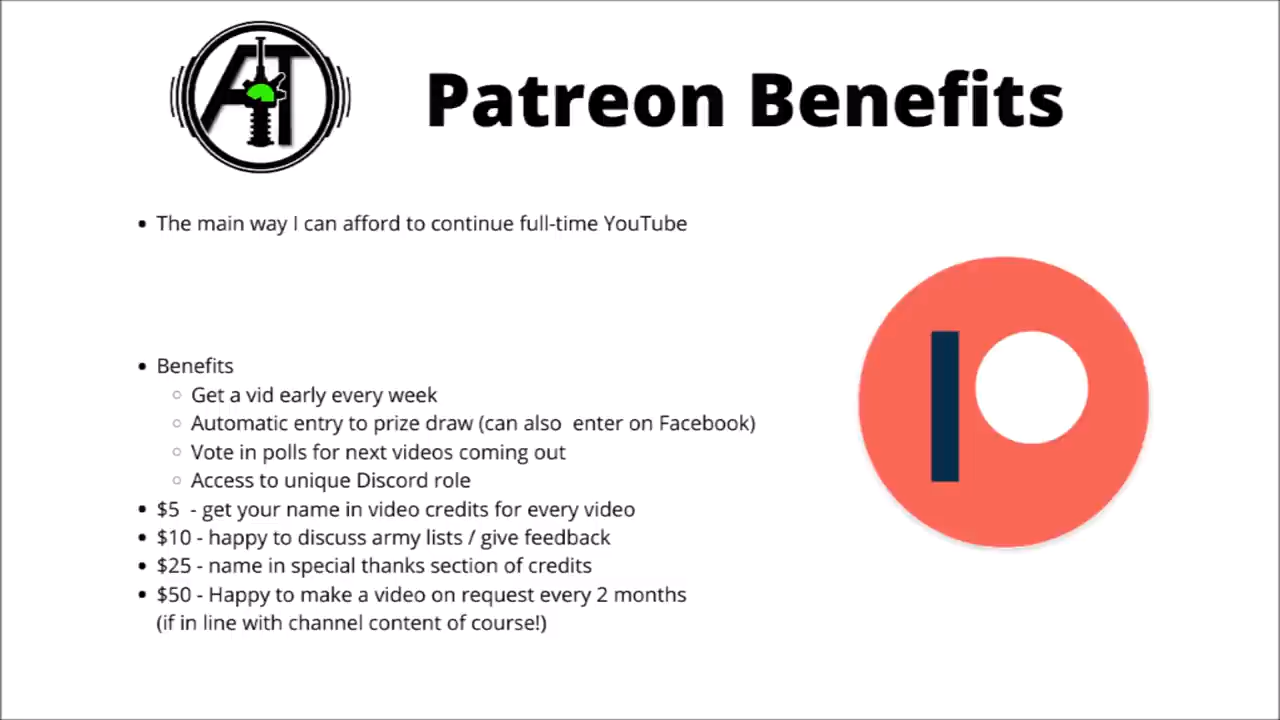 AT
Patreon Benefits
• The main way I can afford to continue full-time YouTube
• Benefits
○ Get a vid early every week
○ Automatic entry to prize draw (can also  enter on Facebook)
○ Vote in polls for next videos coming out
○ Access to unique Discord role
• $5  - get your name in video credits for every video
• $10 - happy to discuss army lists / give feedback
• $25 - name in special thanks section of credits
• $50 - Happy to make a video on request every 2 months
(if in line with channel content of course!)